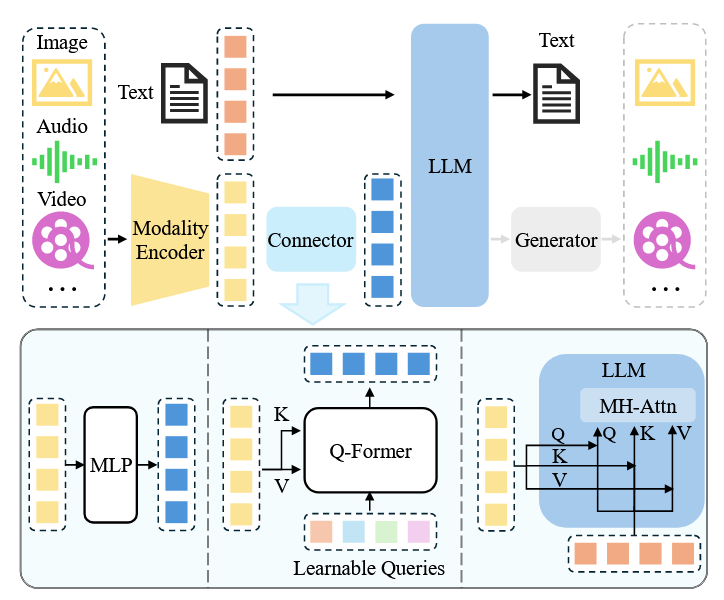 Image
Audio
Video
...
Text
Modality
Encoder
Connector
LLM
Text
Generator
...
MLP
K
V
Q-Former
Learnable Queries
LLM
MH-Attn
Q
K
V
Q
K
V